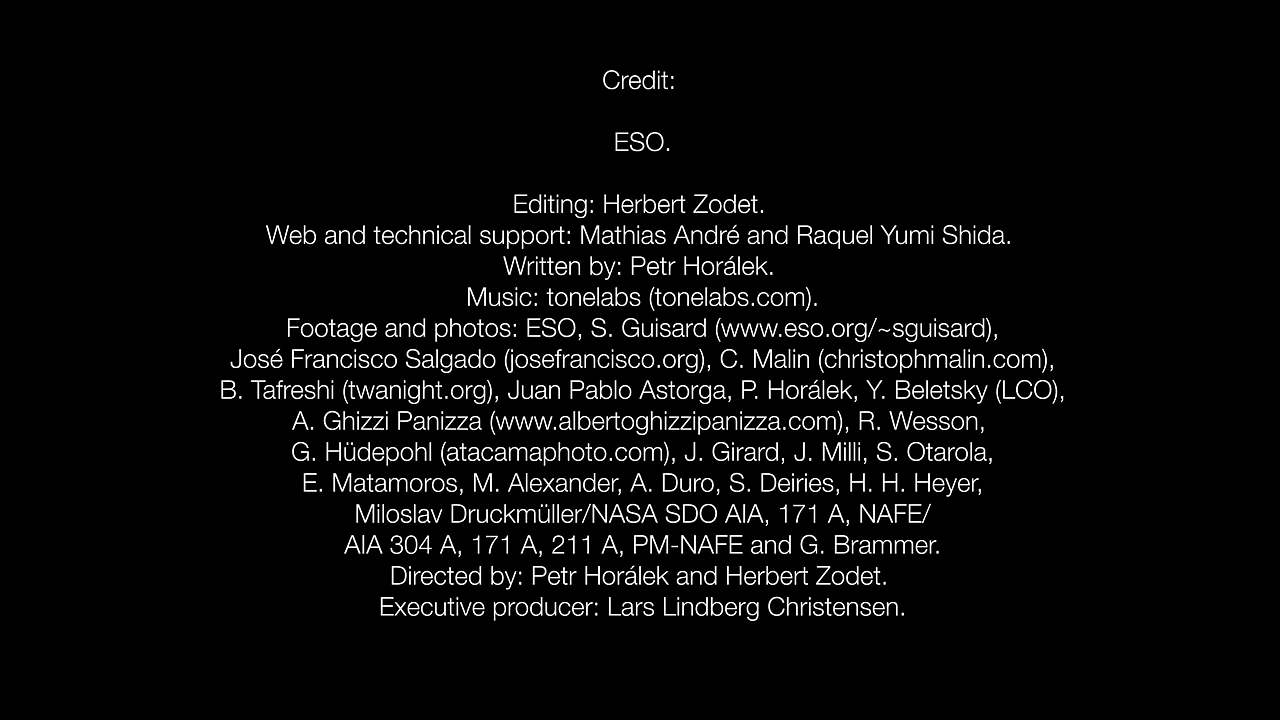 Credit:
ESO.
Editing: Herbert Zodet.
Web and technical support: Mathias André and Raquel Yumi Shida.
Written by: Petr Horálek.
Music: tonelabs (tonelabs.com).
Footage and photos: ESO, S. Guisard (www.eso.org/~sguisard),
José Francisco Salgado (josefrancisco.org), C. Malin (christophmalin.com),
B. Tafreshi (twanight.org), Juan Pablo Astorga, P. Horálek, Y. Beletsky (LCO),
A. Ghizzi Panizza (www.albertoghizzipanizza.com), R. Wesson,
G. Hüdepohl (atacamaphoto.com), J. Girard, J. Milli, S. Otarola,
E. Matamoros, M. Alexander, A. Duro, S. Deiries, H. H. Heyer,
Miloslav Druckmüller/NASA SDO AIA, 171 A, NAFE/
AIA 304 A, 171 A, 211 A, PM-NAFE and G. Brammer.
Directed by: Petr Horálek and Herbert Zodet.
Executive producer: Lars Lindberg Christensen.